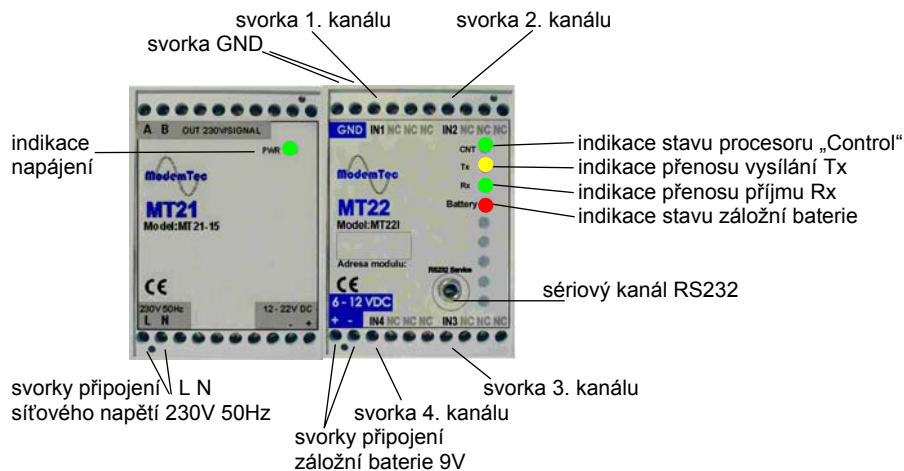 svorka 1. kanálu
svorka 2. kanálu
svorka GND
A B OUT 230V/SIGNAL
GND IN1 NC NC NC IN2 NC NC NC
indikace
napájení
PWR
CNT
Tx
Rx
Battery
indikace stavu procesoru „Control"
indikace přenosu vysílání Tx
indikace přenosu příjmu Rx
indikace stavu záložní baterie
ModemTec
MT21
Model:MT21-15
ModemTec
MT22
Model:MT22I
Adresa modulu:
RS232 Service
sériový kanál RS232
CE
CE
230V 50Hz
L N
12 - 22V DC
- +
6 - 12 VDC
+ - IN4 NC NC NC IN3 NC NC NC
svorky připojení L N
síťového napětí 230V 50Hz
svorka 3. kanálu
svorka 4. kanálu
svorky připojení
záložní baterie 9V